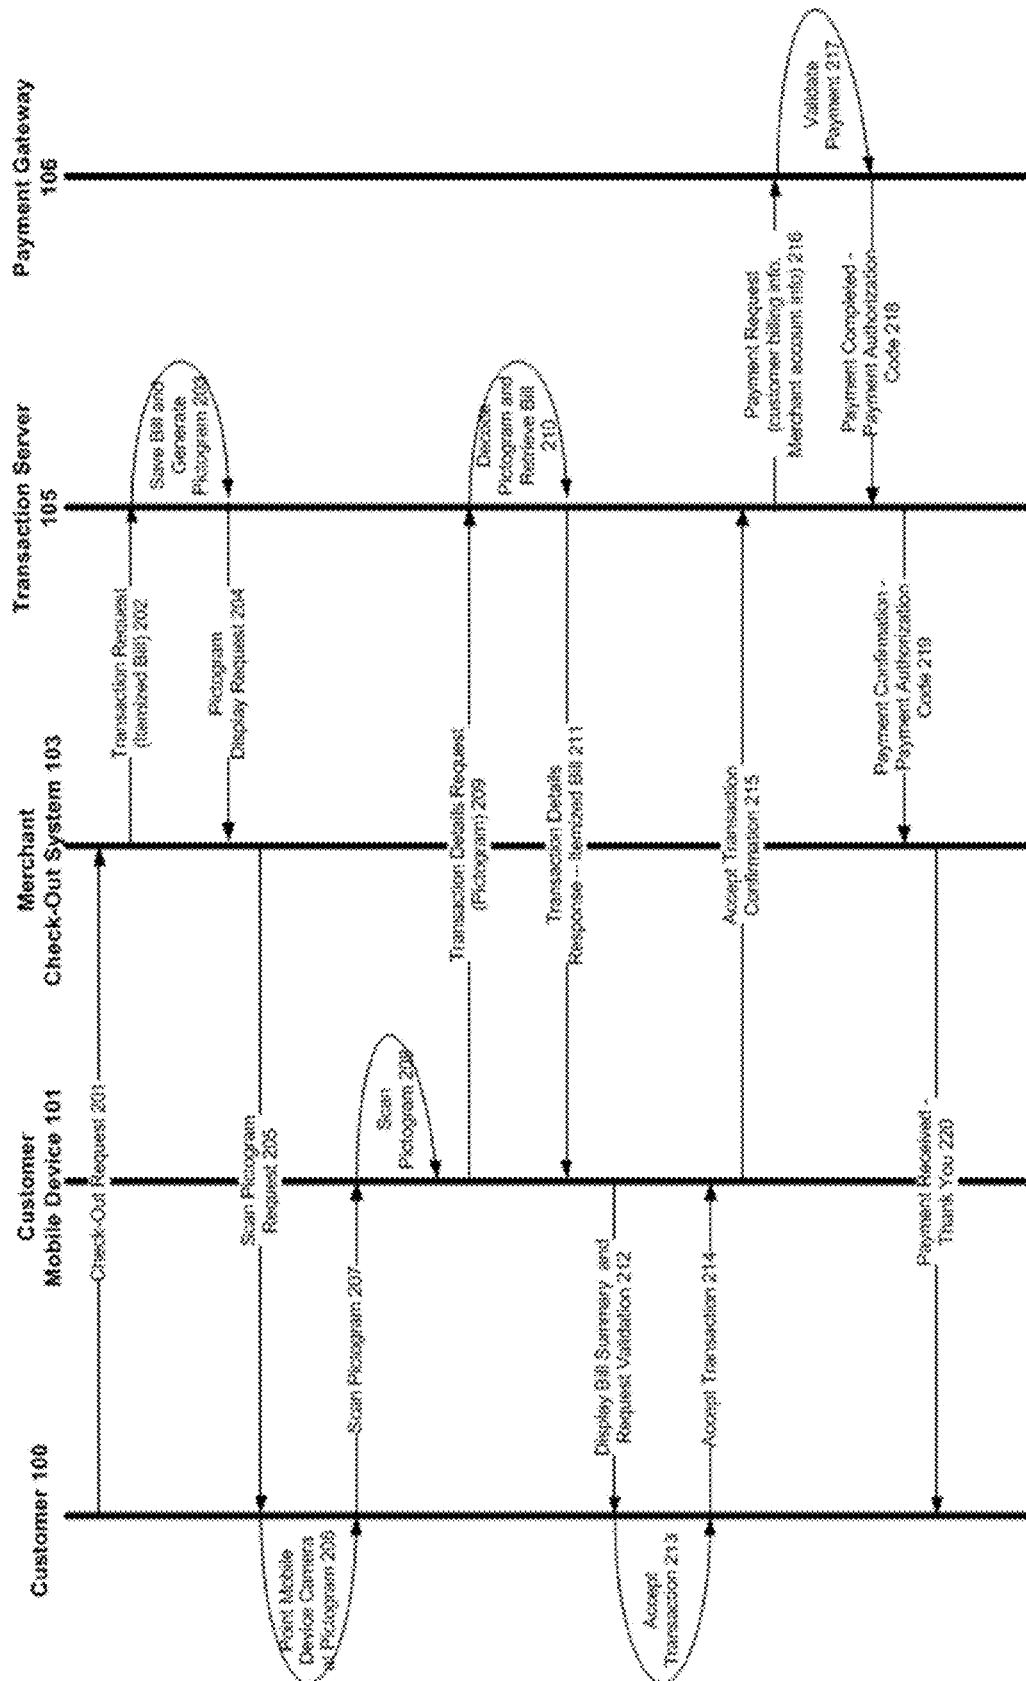 Customer 100
Customer
Mobile Device 101
Merchant
Check-Out System 103
Transaction Server
105
Payment Gateway
106
Check-Out Request 201
Transaction Request
(Itemized Bill) 202
Save Bill and
Generate
Pictogram 203
Pictogram
Display Request 204
Scan Pictogram
Request 205
Point Mobile
Device Camera
at Pictogram 206
Scan Pictogram 207
Scan
Pictogram 208
Transaction Details Request
(Pictogram) 209
Decode
Pictogram and
Retrieve Bill
210
Transaction Details
Response -- Itemized Bill 211
Display Bill Summery and
Request Validation 212
Accept
Transaction 213
Accept Transaction 214
Accept Transaction
Confirmation 215
Payment Request
(customer billing info,
Merchant account info) 216
Validate
Payment 217
Payment Completed -
Payment Authorization
Code 218
Payment Confirmation -
Payment Authorization
Code 219
Payment Received -
Thank You 220